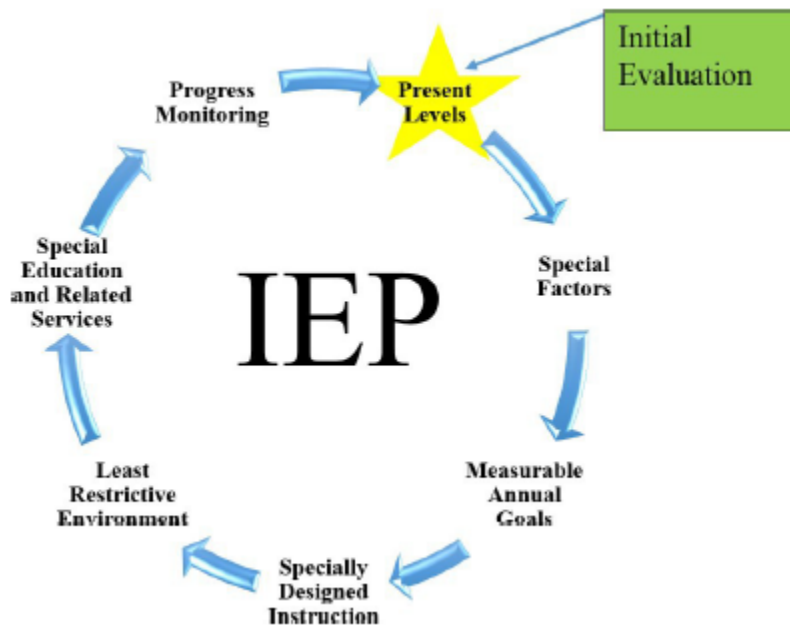 Initial
Evaluation
Present
Levels
Special
Factors
Measurable
Annual
Goals
Specially
Designed
Instruction
Least
Restrictive
Environment
Special
Education
and Related
Services
Progress
Monitoring
IEP